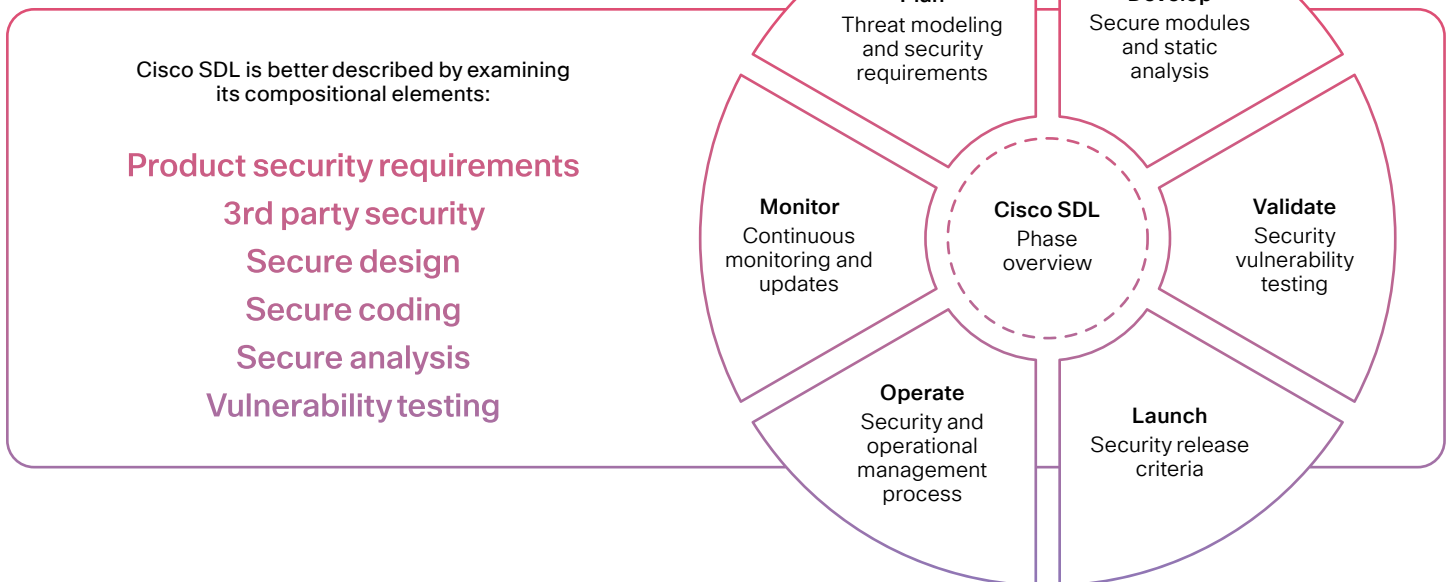 Cisco SDL is better described by examining
its compositional elements:
Product security requirements
3rd party security
Secure design
Secure coding
Secure analysis
Vulnerability testing
Plan
Threat modeling
and security
requirements
Develop
Secure modules
and static
analysis
Monitor
Continuous
monitoring and
updates
Cisco SDL
Phase
overview
Validate
Security
vulnerability
testing
Operate
Security and
operational
management
process
Launch
Security release
criteria